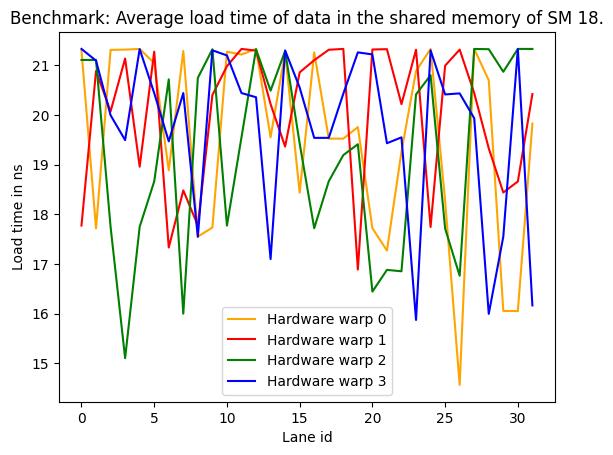 Benchmark: Average load time of data in the shared memory of SM 18.
Load time in ns
21
20
19
18
17
16
15
Hardware warp 0
Hardware warp 1
Hardware warp 2
Hardware warp 3
0 5 10 15 20 25 30
Lane id